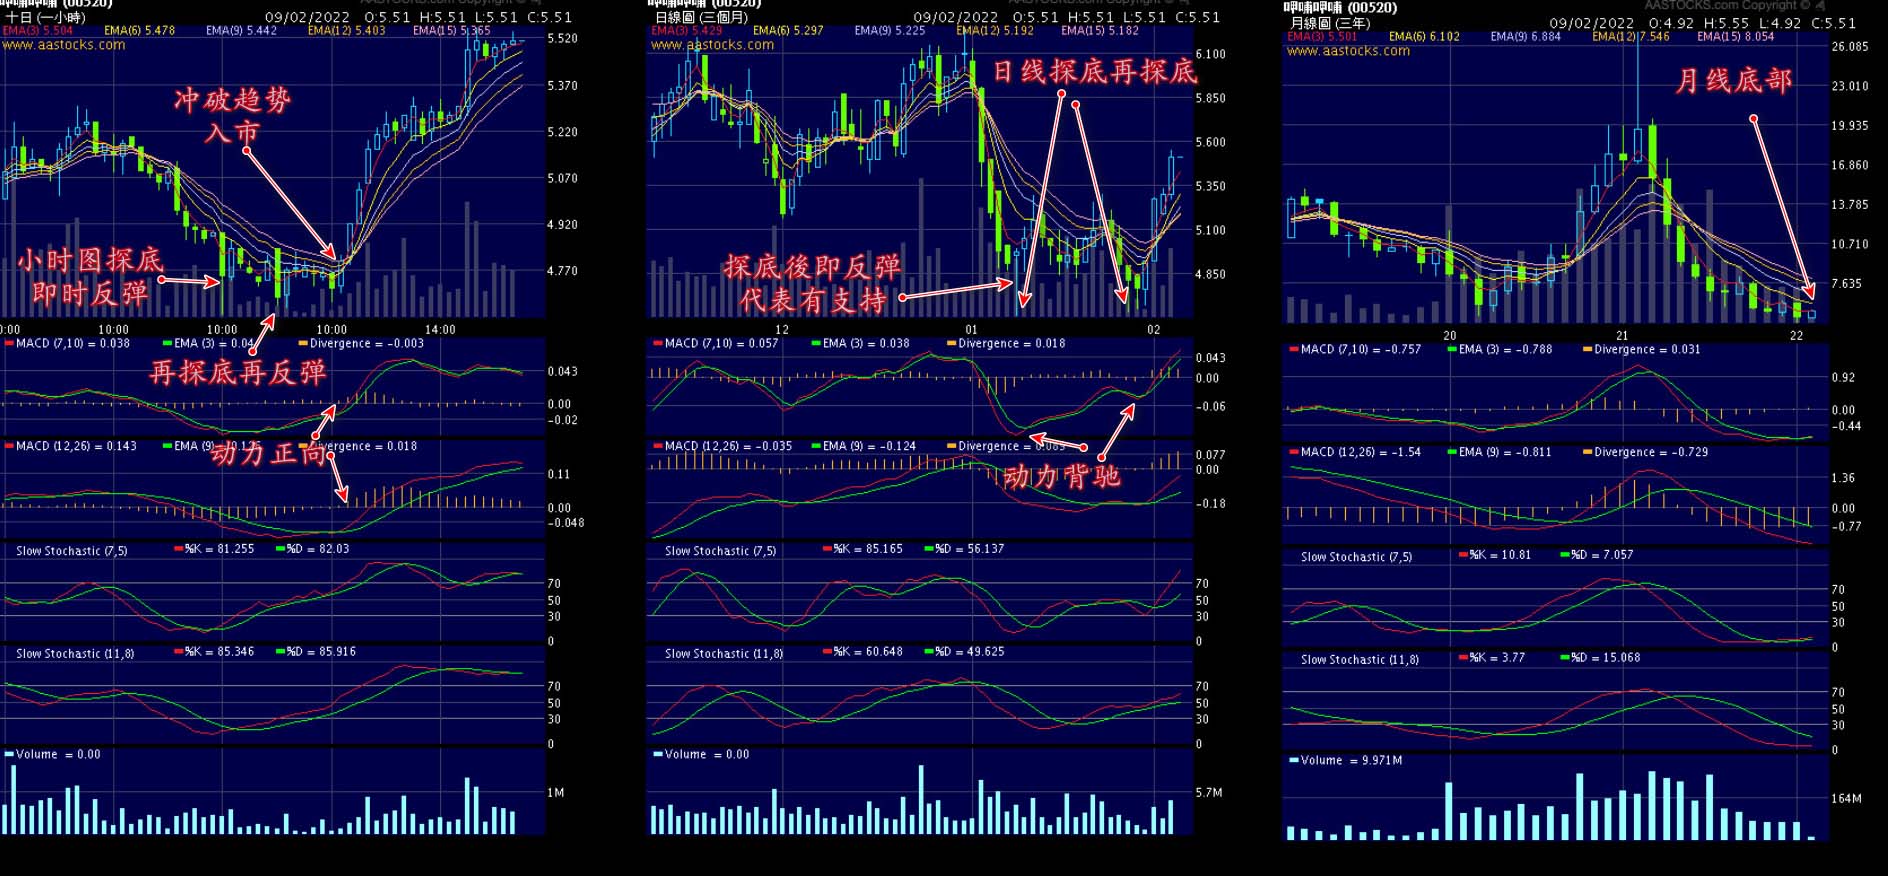 呷哺呷哺 (00520)
十日 (一小時)
09/02/2022 O:5.51 H:5.51 L:5.51 C:5.51
EMA(3) 5.504 EMA(6) 5.478 EMA(9) 5.442 EMA(12) 5.403 EMA(15) 5.365
www.aastocks.com
5.520
5.370
5.220
5.070
4.920
4.770
冲破趋势
入市
小时图探底
即时反弹
10:00 10:00 10:00 14:00
MACD (7,10) = 0.038 EMA (3) = 0.04 Divergence = -0.003
再探底再反弹
0.043
0.00
-0.02
MACD (12,26) = 0.143 EMA (9) Divergence = 0.018
动力正向
0.11
0.00
-0.048
Slow Stochastic (7,5) %K = 81.255 %D = 82.03
70
50
30
0
Slow Stochastic (11,8) %K = 85.346 %D = 85.916
70
50
30
0
Volume = 0.00
1M
呷哺呷哺 (00520)
AASTOCKS.com Copyright ©
日線圖 (三個月)
09/02/2022 O:5.51 H:5.51 L:5.51 C:5.51
EMA(3) 5.429 EMA(6) 5.297 EMA(9) 5.225 EMA(12) 5.192 EMA(15) 5.182
www.aastocks.com
6.100
5.850
5.600
5.350
5.100
4.850
日线探底再探底
探底後即反弹
代表有支持
12 01 02
MACD (7,10) = 0.057 EMA (3) = 0.038 Divergence = 0.018
0.043
0.00
-0.06
MACD (12,26) = -0.035 EMA (9) = -0.124 Divergence =
动力背驰
0.077
0.00
-0.18
Slow Stochastic (7,5) %K = 85.165 %D = 56.137
70
50
30
0
Slow Stochastic (11,8) %K = 60.648 %D = 49.625
70
50
30
0
Volume = 0.00
5.7M
呷哺呷哺 (00520)
AASTOCKS.com Copyright ©
月線圖 (三年)
09/02/2022 O:4.92 H:5.55 L:4.92 C:5.51
EMA(3) 5.501 EMA(6) 6.102 EMA(9) 6.884 EMA(12) 7.546 EMA(15) 8.054
www.aastocks.com
26.085
23.010
19.935
16.860
13.785
10.710
7.635
月线底部
20 21 22
MACD (7,10) = -0.757 EMA (3) = -0.788 Divergence = 0.031
0.92
0.00
-0.44
MACD (12,26) = -1.54 EMA (9) = -0.811 Divergence = -0.729
1.36
0.00
-0.77
Slow Stochastic (7,5) %K = 10.81 %D = 7.057
70
50
30
0
Slow Stochastic (11,8) %K = 3.77 %D = 15.068
70
50
30
0
Volume = 9.971M
164M